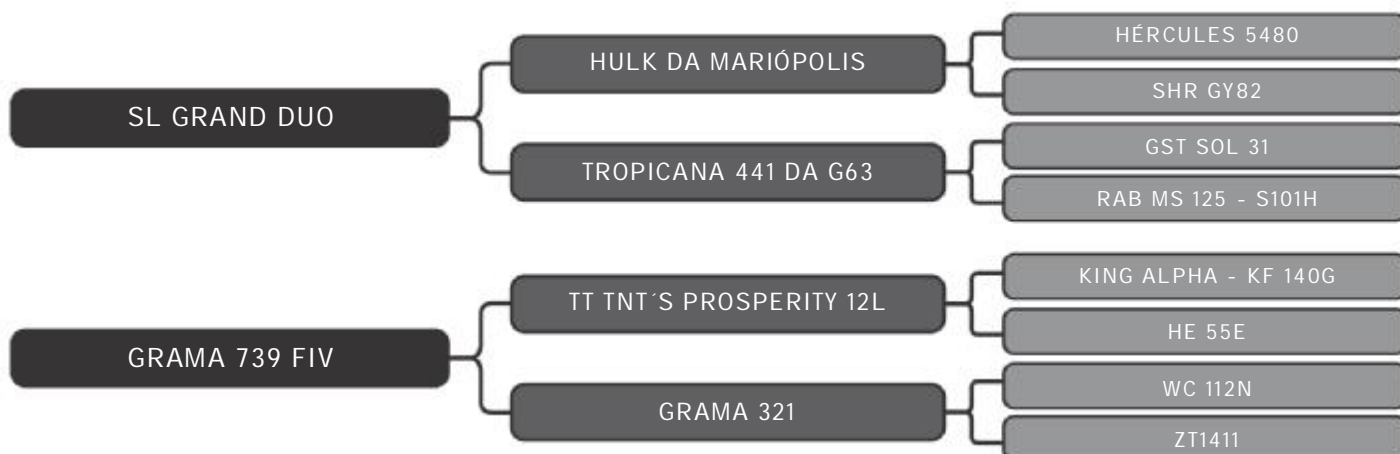 HÉRCULES 5480
HULK DA MARIÓPOLIS
SHR GY82
SL GRAND DUO
GST SOL 31
TROPICANA 441 DA G63
RAB MS 125 - S101H
KING ALPHA - KF 140G
TT TNT´S PROSPERITY 12L
HE 55E
GRAMA 739 FIV
WC 112N
GRAMA 321
ZT1411